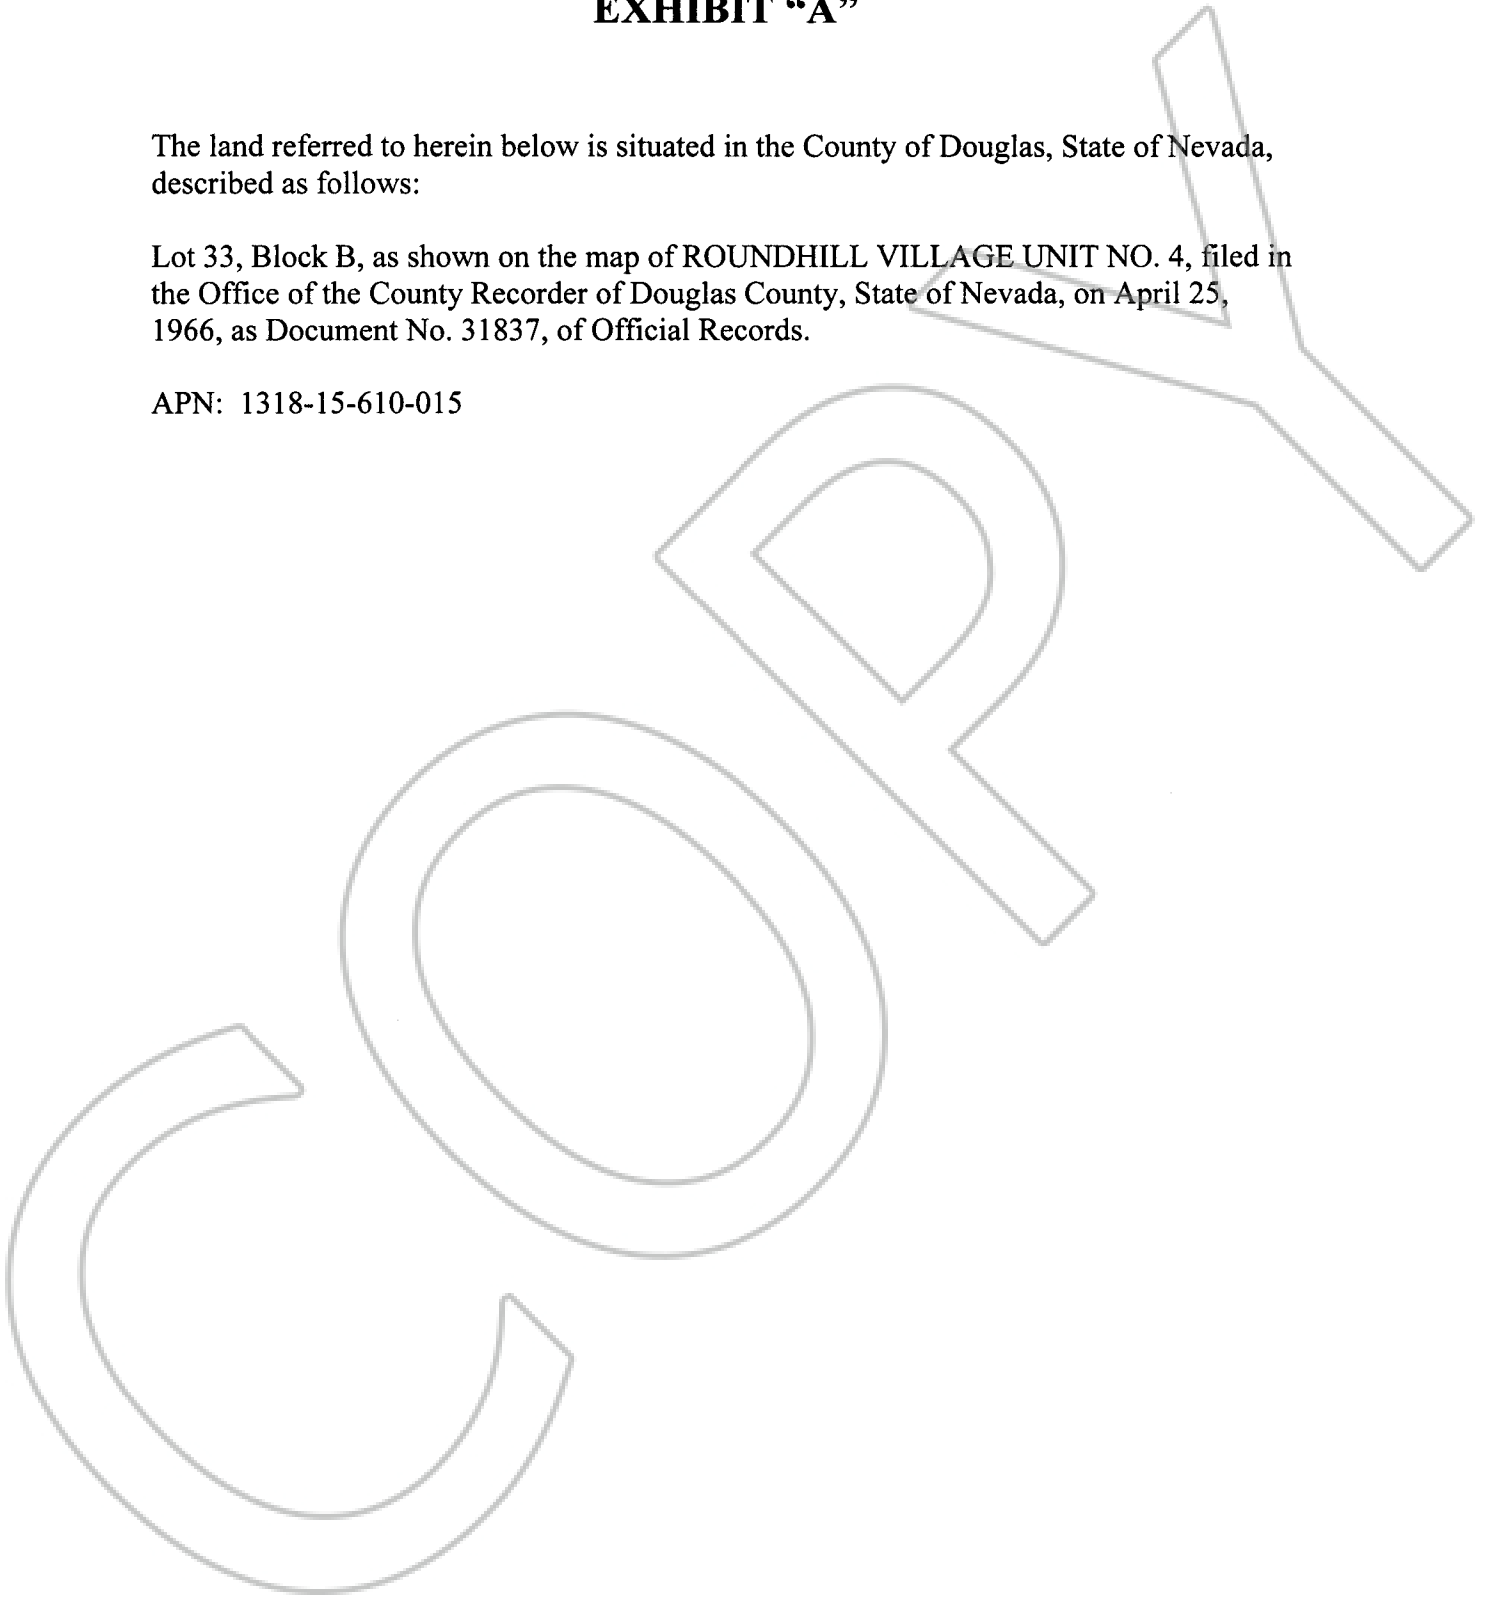 EXHIBIT “A”
The land referred to herein below is situated in the County of Douglas, State of Nevada,
described as follows:
Lot 33, Block B, as shown on the map of ROUNDHILL VILLAGE UNIT NO. 4, filed in
the Office of the County Recorder of Douglas County, State of Nevada, on April 25,
1966, as Document No. 31837, of Official Records.
APN: 1318-15-610-015
COPY